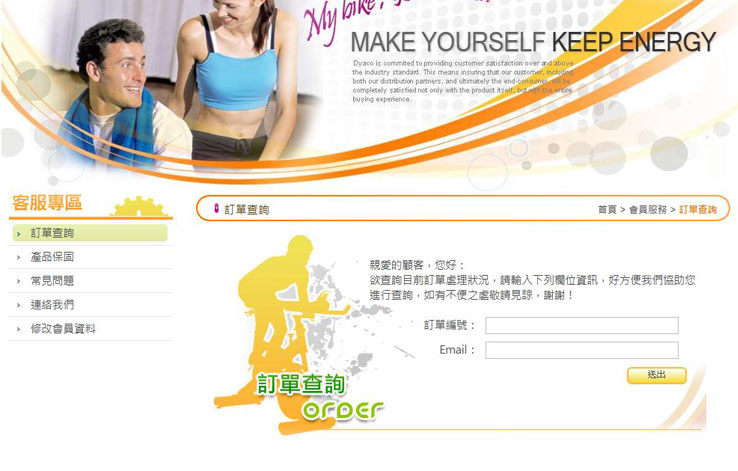 My bike,
MAKE YOURSELF KEEP ENERGY
Dyaco is commited to providing customer satisfaction over and above
the industry standard. This means insuring that our customer, including
both our distribution partners, and ultimately the end-consumer, will be
completely satisfied not only with the product itself, but with the entire
buying experience.
客服專區
訂單查詢
首頁 > 會員服務 > 訂單查詢
› 訂單查詢
› 產品保固
› 常見問題
› 連絡我們
› 修改會員資料
親愛的顧客，您好：
欲查詢目前訂單處理狀況，請輸入下列欄位資訊，好方便我們協助您
進行查詢，如有不便之處敬請見諒，謝謝！
訂單編號：
Email：
送出
訂單查詢
ORDER